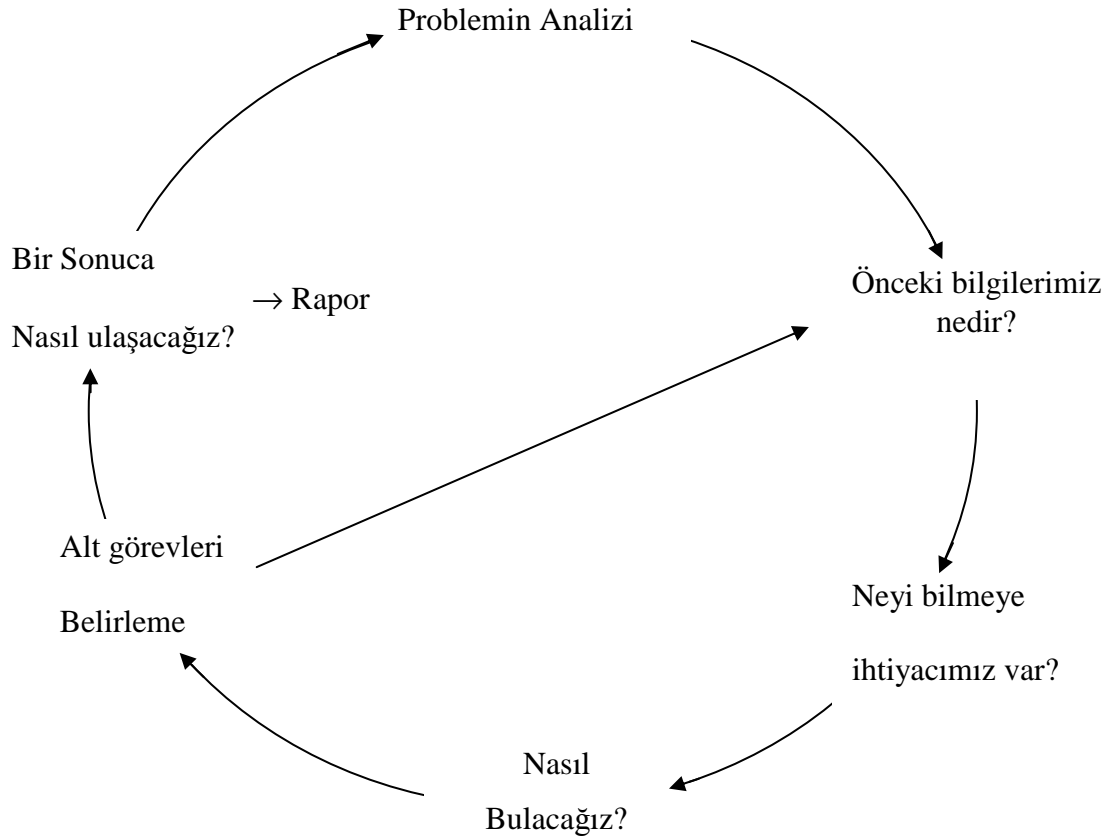 Problemin Analizi
Önceki bilgilerimiz
nedir?
Neyi bilmeye
ihtiyacımız var?
Nasıl
Bulacağız?
Alt görevleri
Belirleme
Bir Sonuca
Nasıl ulaşacağız?
→ Rapor